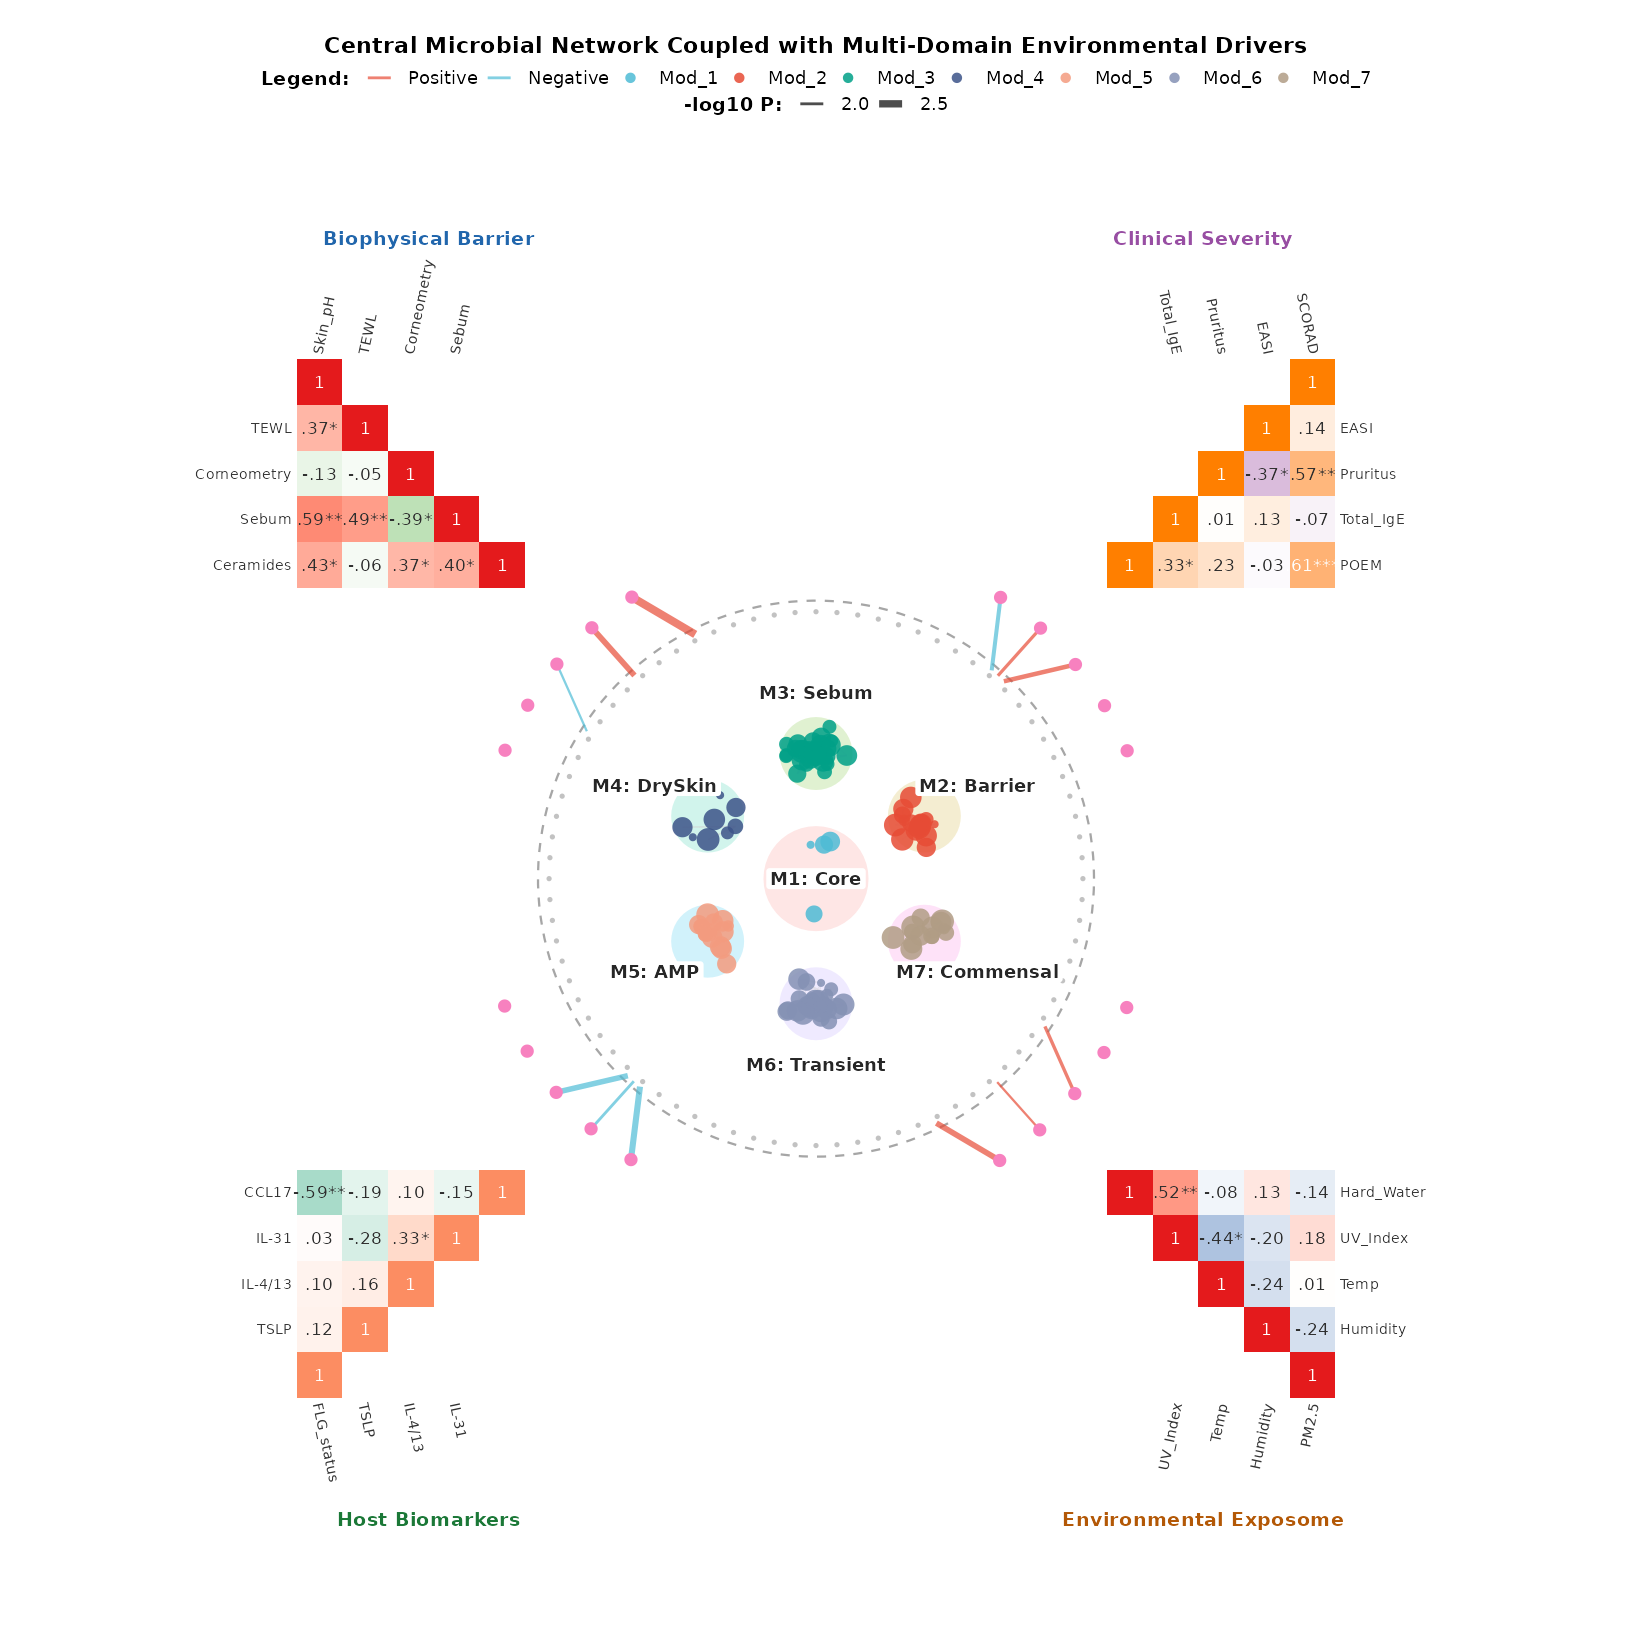 Central Microbial Network Coupled with Multi-Domain Environmental Drivers
Legend: Positive Negative Mod_1 Mod_2 Mod_3 Mod_4 Mod_5 Mod_6 Mod_7
-log10 P: 2.0 2.5
Biophysical Barrier
Skin_pH
TEWL
Corneometry
Sebum
1
TEWL .37* 1
Corneometry -.13 -.05 1
Sebum .59** .49** -.39* 1
Ceramides .43* -.06 .37* .40* 1
Clinical Severity
Total_IgE
Pruritus
EASI
SCORAD
1
1 .14 EASI
1 -.37* .57** Pruritus
1 .01 .13 -.07 Total_IgE
1 .33* .23 -.03 61*** POEM
M3: Sebum
M4: DrySkin
M2: Barrier
M1: Core
M5: AMP
M7: Commensal
M6: Transient
CCL17 -.59** -.19 .10 -.15 1
IL-31 .03 -.28 .33* 1
IL-4/13 .10 .16 1
TSLP .12 1
1
FLG_status
TSLP
IL-4/13
IL-31
Host Biomarkers
1 .52** -.08 .13 -.14 Hard_Water
1 -.44* -.20 .18 UV_Index
1 -.24 .01 Temp
1 -.24 Humidity
1
UV_Index
Temp
Humidity
PM2.5
Environmental Exposome